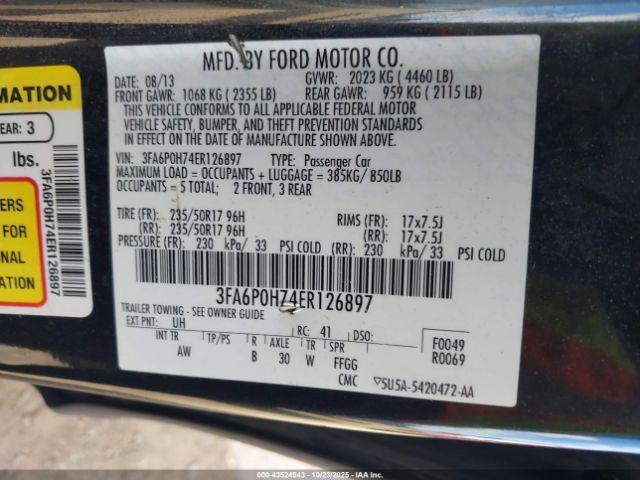 MFD. BY FORD MOTOR CO.
DATE: 08/13 GVWR: 2023 KG ( 4460 LB)
FRONT GAWR: 1068 KG ( 2355 LB) REAR GAWR: 959 KG ( 2115 LB)
THIS VEHICLE CONFORMS TO ALL APPLICABLE FEDERAL MOTOR
VEHICLE SAFETY, BUMPER, AND THEFT PREVENTION STANDARDS
IN EFFECT ON THE DATE OF MANUFACTURE SHOWN ABOVE.
VIN: 3FA6P0H74ER126897 TYPE: Passenger Car
MAXIMUM LOAD = OCCUPANTS + LUGGAGE = 385KG/ 850LB
OCCUPANTS = 5 TOTAL; 2 FRONT, 3 REAR
TIRE (FR): 235/50R17 96H RIMS (FR): 17x7.5J
(RR): 235/50R17 96H (RR): 17x7.5J
PRESSURE (FR): 230 kPa/ 33 PSI COLD (RR): 230 kPa/ 33 PSI COLD
3FA6P0H74ER126897
TRAILER TOWING - SEE OWNER GUIDE
EXT PNT: UH RC: 41 DSO: F0049
R0069
INT TR TP/PS R AXLE TR SPR
AW B 30 W FFGG
CMC ▽5U5A-5420472-AA
MATION
EAR: 3
lbs.
ERS
FOR
ONAL
ATION
3FA6P0H74ER126897
000-43524943 - 10/23/2025 - IAAI.com